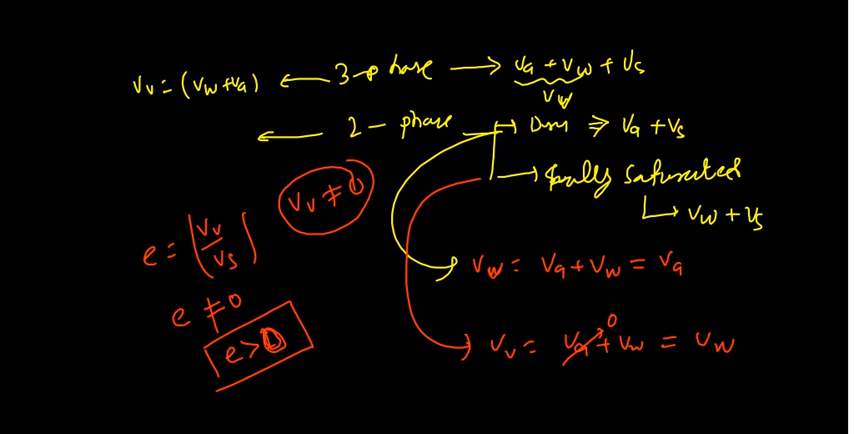 Vv = (Vw+Va) ← 3-phase → Va + Vw + Vs
Vv
← 2 - phase → Dry ⇒ Va + Vs
→ fully saturated
↳ Vw + Vs
Vv ≠ 0
e = (Vv/Vs)
Vv = Va + Vw = Va
e ≠ 0
e > 0
Vv = Va + Vw = Vw
0